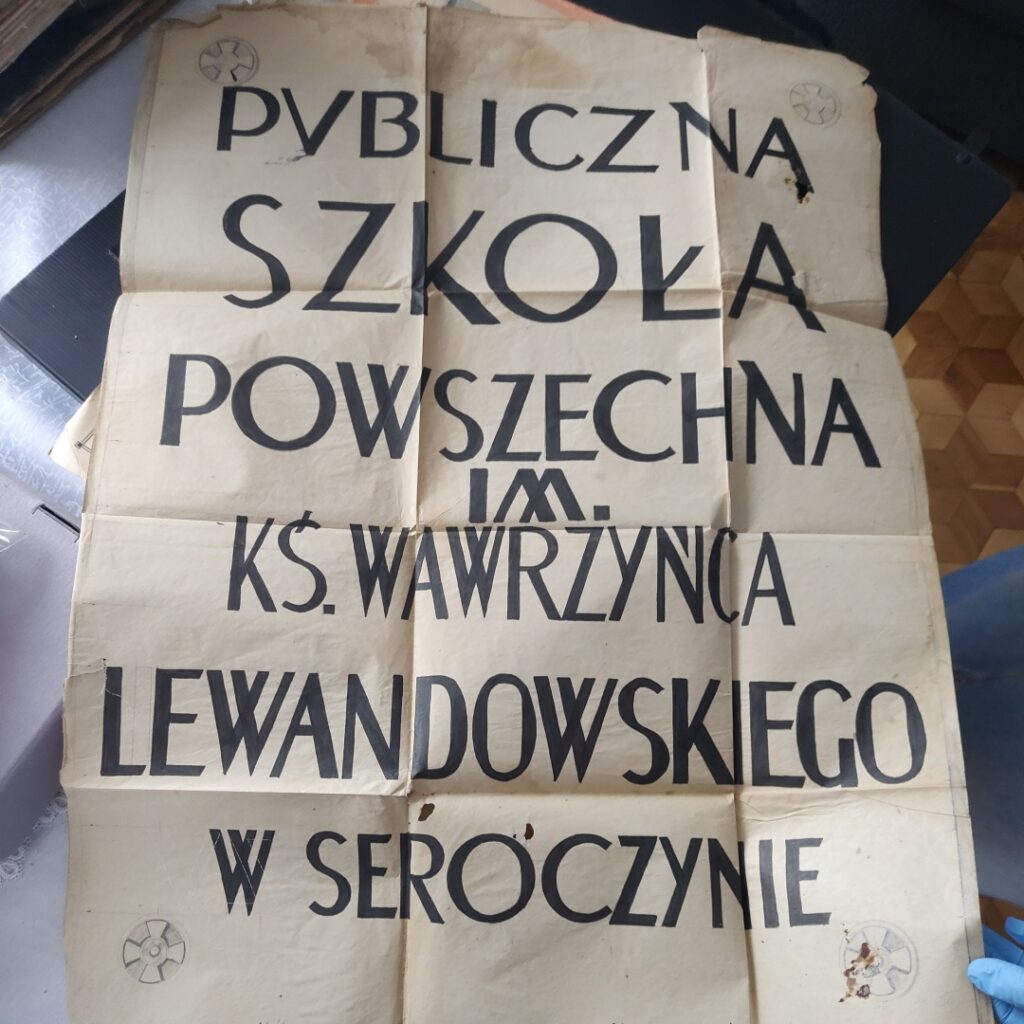 PVBLICZNA
SZKOŁA
POWSZECHNA
IM.
KŚ. WAWRZYŃCA
LEWANDOWSKIEGO
W SEROCZYNIE